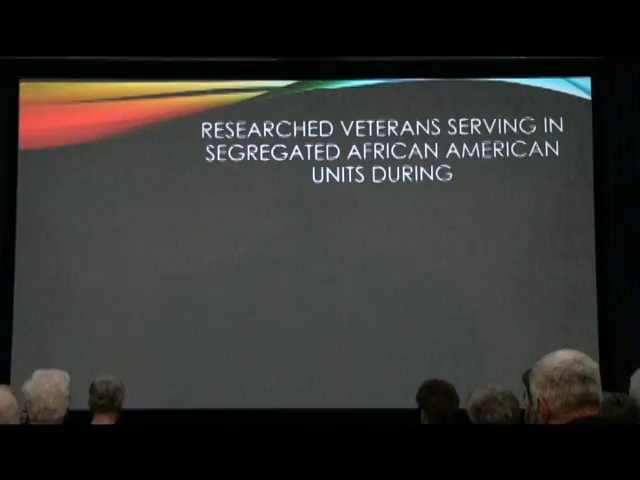 RESEARCHED VETERANS SERVING IN
SEGREGATED AFRICAN AMERICAN
UNITS DURING